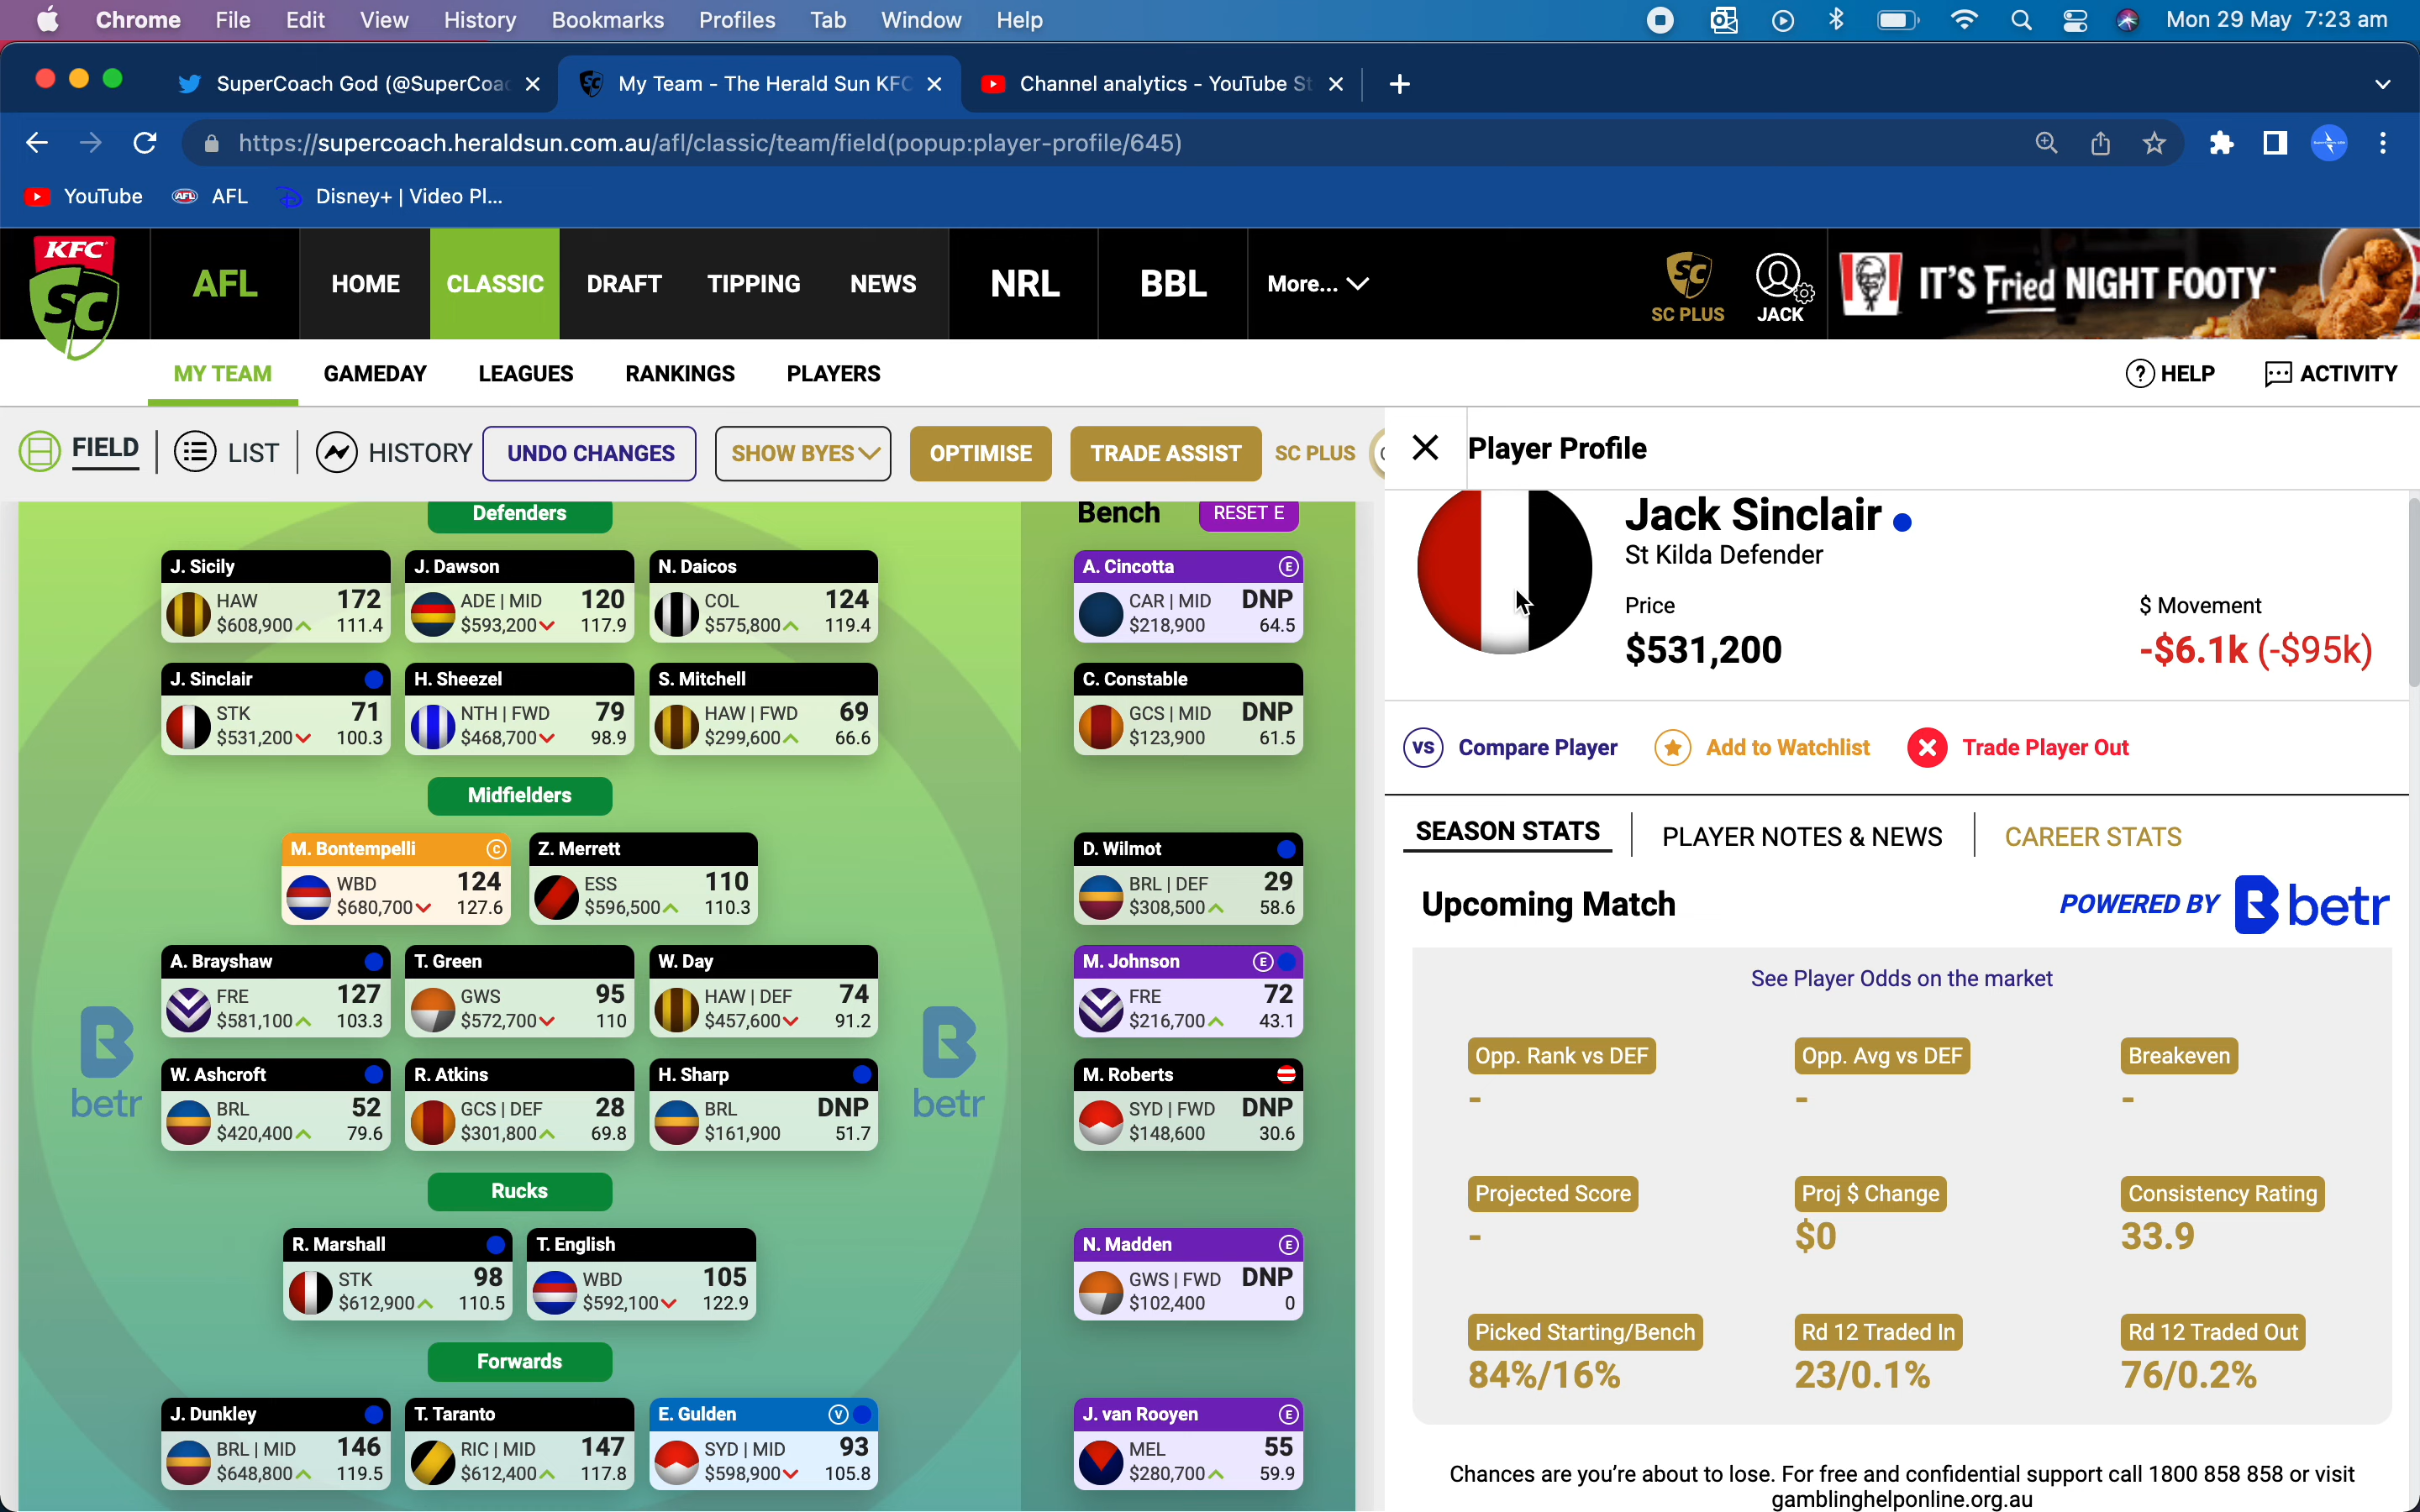 Chrome File Edit View History Bookmarks Profiles Tab Window Help Mon 29 May 7:23 am
SuperCoach God (@SuperCoac My Team - The Herald Sun KFC Channel analytics - YouTube St
https://supercoach.heraldsun.com.au/afl/classic/team/field(popup:player-profile/645)
YouTube AFL AFL Disney+ | Video Pl...
KFC SC AFL HOME CLASSIC DRAFT TIPPING NEWS NRL BBL More... SC SC PLUS JACK IT'S Fried NIGHT FOOTY
MY TEAM GAMEDAY LEAGUES RANKINGS PLAYERS ? HELP ACTIVITY
FIELD LIST HISTORY UNDO CHANGES SHOW BYES OPTIMISE TRADE ASSIST SC PLUS
Defenders
Bench RESET E
J. Sicily
HAW 172
$608,900 111.4
J. Dawson
ADE | MID 120
$593,200 117.9
N. Daicos
COL 124
$575,800 119.4
A. Cincotta E
CAR | MID DNP
$218,900 64.5
J. Sinclair
STK 71
$531,200 100.3
H. Sheezel
NTH | FWD 79
$468,700 98.9
S. Mitchell
HAW | FWD 69
$299,600 66.6
C. Constable
GCS | MID DNP
$123,900 61.5
Midfielders
M. Bontempelli C
WBD 124
$680,700 127.6
Z. Merrett
ESS 110
$596,500 110.3
D. Wilmot
BRL | DEF 29
$308,500 58.6
A. Brayshaw
FRE 127
$581,100 103.3
T. Green
GWS 95
$572,700 110
W. Day
HAW | DEF 74
$457,600 91.2
M. Johnson E
FRE 72
$216,700 43.1
betr
betr
W. Ashcroft
BRL 52
$420,400 79.6
R. Atkins
GCS | DEF 28
$301,800 69.8
H. Sharp
BRL DNP
$161,900 51.7
M. Roberts
SYD | FWD DNP
$148,600 30.6
Rucks
R. Marshall
STK 98
$612,900 110.5
T. English
WBD 105
$592,100 122.9
N. Madden E
GWS | FWD DNP
$102,400 0
Forwards
J. Dunkley
BRL | MID 146
$648,800 119.5
T. Taranto
RIC | MID 147
$612,400 117.8
E. Gulden V
SYD | MID 93
$598,900 105.8
J. van Rooyen E
MEL 55
$280,700 59.9
Player Profile
Jack Sinclair
St Kilda Defender
Price $ Movement
$531,200 -$6.1k (-$95k)
VS Compare Player Add to Watchlist Trade Player Out
SEASON STATS PLAYER NOTES & NEWS CAREER STATS
Upcoming Match POWERED BY betr
See Player Odds on the market
Opp. Rank vs DEF Opp. Avg vs DEF Breakeven
- - -
Projected Score Proj $ Change Consistency Rating
- $0 33.9
Picked Starting/Bench Rd 12 Traded In Rd 12 Traded Out
84%/16% 23/0.1% 76/0.2%
Chances are you're about to lose. For free and confidential support call 1800 858 858 or visit
gamblinghelponline.org.au